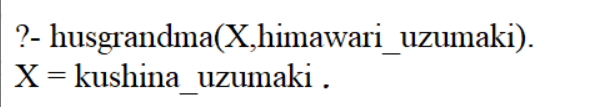 ?- husgrandma(X,himawari_uzumaki).
X = kushina_uzumaki .